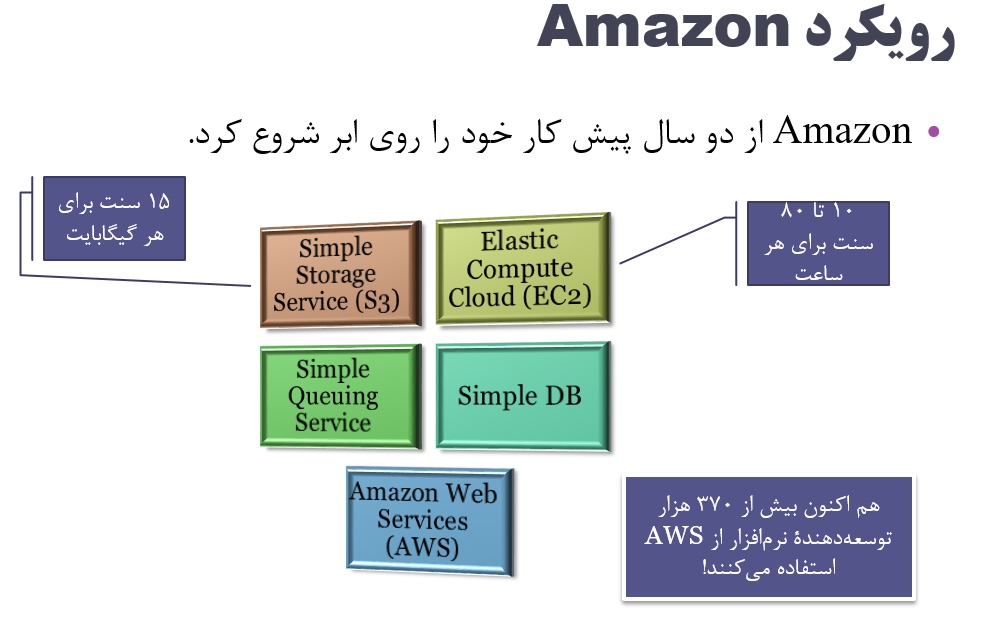 رویکرد Amazon
• Amazon از دو سال پیش کار خود را روی ابر شروع کرد.
۱۰ تا ۸۰
سنت برای هر
ساعت
۱۵ سنت برای
هر گیگابایت
Simple
Storage
Service (S3)
Elastic
Compute
Cloud (EC2)
Simple
Queuing
Service
Simple DB
Amazon Web
Services
(AWS)
هم اکنون بیش از ۳۷۰ هزار
توسعه‌دهندۀ نرم‌افزار از AWS
استفاده می‌کنند!